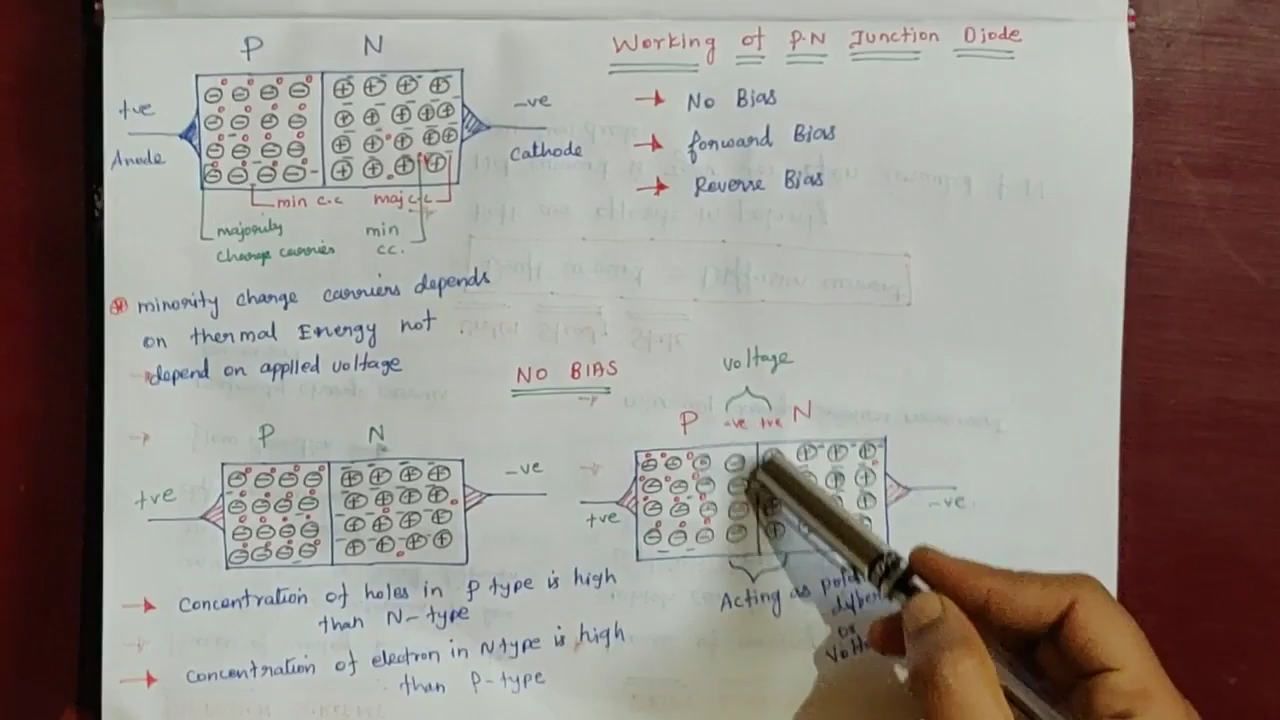 Working of P-N Junction Diode
→ No Bias
→ forward Bias
→ Reverse Bias
P N
+ve
Anode
-ve
Cathode
min c.c maj c.c
majority
charge carries
min
cc.
minority charge carriers depends
on thermal Energy not
depend on applied voltage
NO BIAS
P N
+ve
-ve
voltage
P -ve +ve N
+ve
-ve
Acting as
or
→ Concentration of holes in P type is high
than N-type
→ concentration of electron in N type is high
than P-type